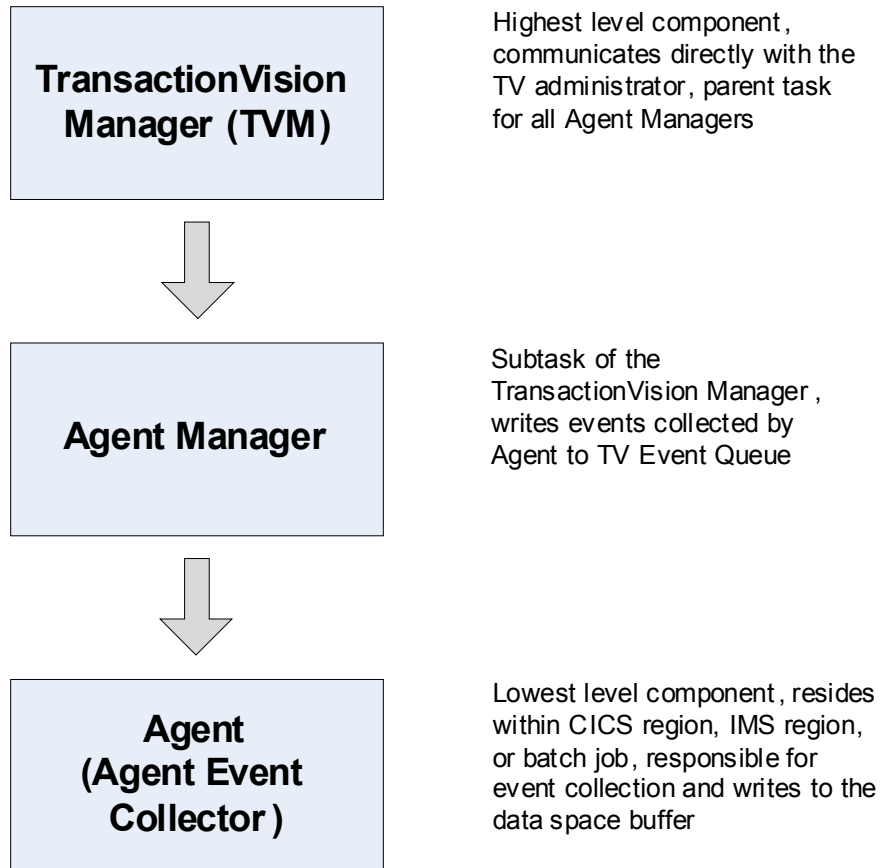 TransactionVision
Manager (TVM)
Highest level component,
communicates directly with the
TV administrator, parent task
for all Agent Managers
Agent Manager
Subtask of the
TransactionVision Manager,
writes events collected by
Agent to TV Event Queue
Agent
(Agent Event
Collector)
Lowest level component, resides
within CICS region, IMS region,
or batch job, responsible for
event collection and writes to the
data space buffer